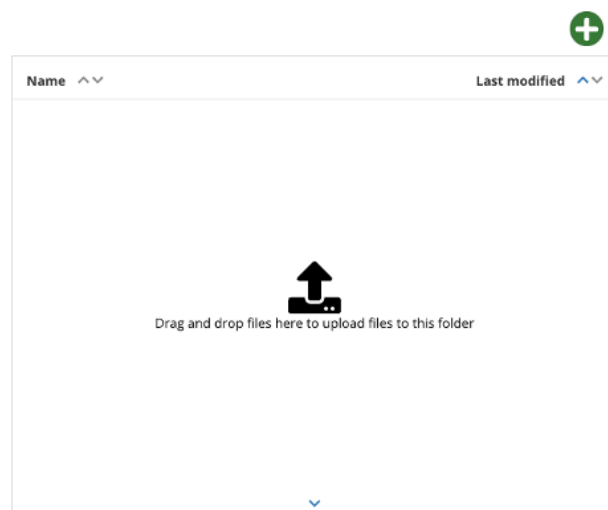 Name Last modified
Drag and drop files here to upload files to this folder